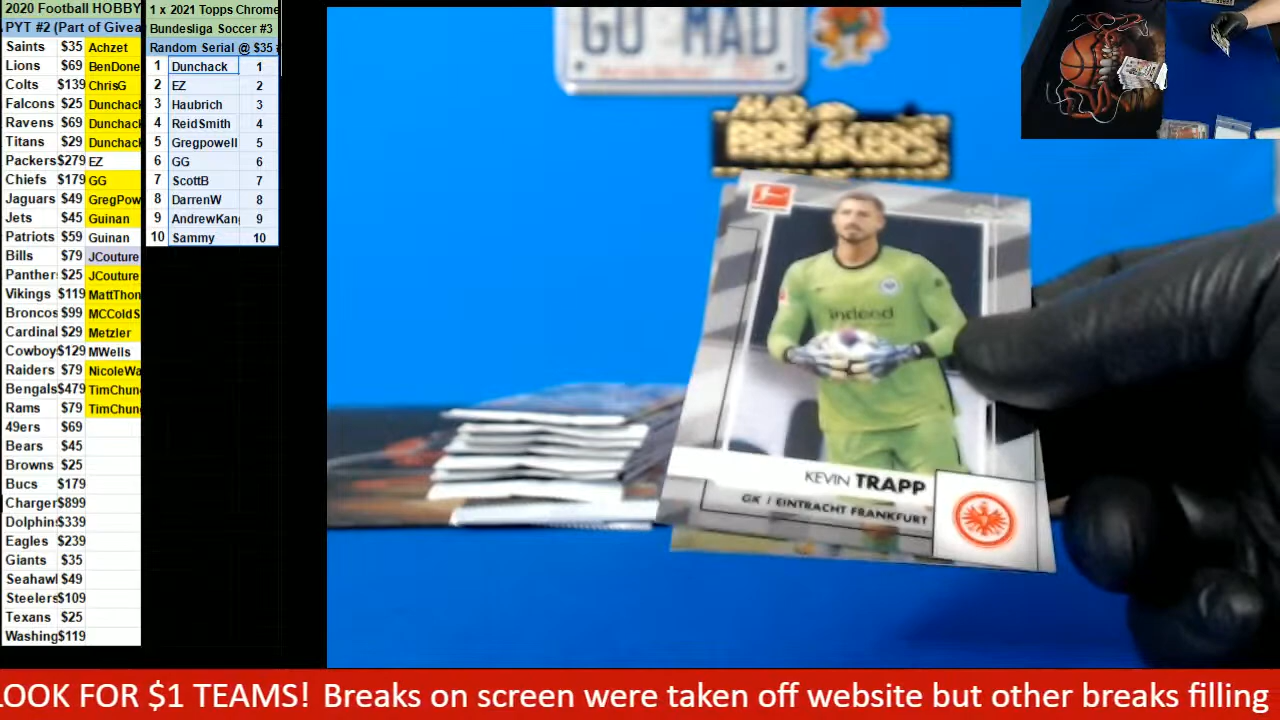 2020 Football HOBBY
PYT #2 (Part of Givea
Saints $35 Achzet
Lions $69 BenDone
Colts $139 ChrisG
Falcons $25 Dunchack
Ravens $69 Dunchack
Titans $29 Dunchack
Packers $279 EZ
Chiefs $179 GG
Jaguars $49 GregPow
Jets $45 Guinan
Patriots $59 Guinan
Bills $79 JCouture
Panther $25 JCouture
Vikings $119 MattThon
Broncos $99 MCColdS
Cardinal $29 Metzler
Cowboy $129 MWells
Raiders $79 NicoleWa
Bengals $479 TimChun
Rams $79 TimChun
49ers $69
Bears $45
Browns $25
Bucs $179
Charger $899
Dolphin $339
Eagles $239
Giants $35
Seahawl $49
Steelers $109
Texans $25
Washing $119
1 x 2021 Topps Chrome
Bundesliga Soccer #3
Random Serial @ $35
1 Dunchack 1
2 EZ 2
3 Haubrich 3
4 ReidSmith 4
5 Gregpowell 5
6 GG 6
7 ScottB 7
8 DarrenW 8
9 AndrewKang 9
10 Sammy 10
GO MAD
MAD
BREAKERS
indeed
KEVIN TRAPP
GK / EINTRACHT FRANKFURT
LOOK FOR $1 TEAMS! Breaks on screen were taken off website but other breaks filling